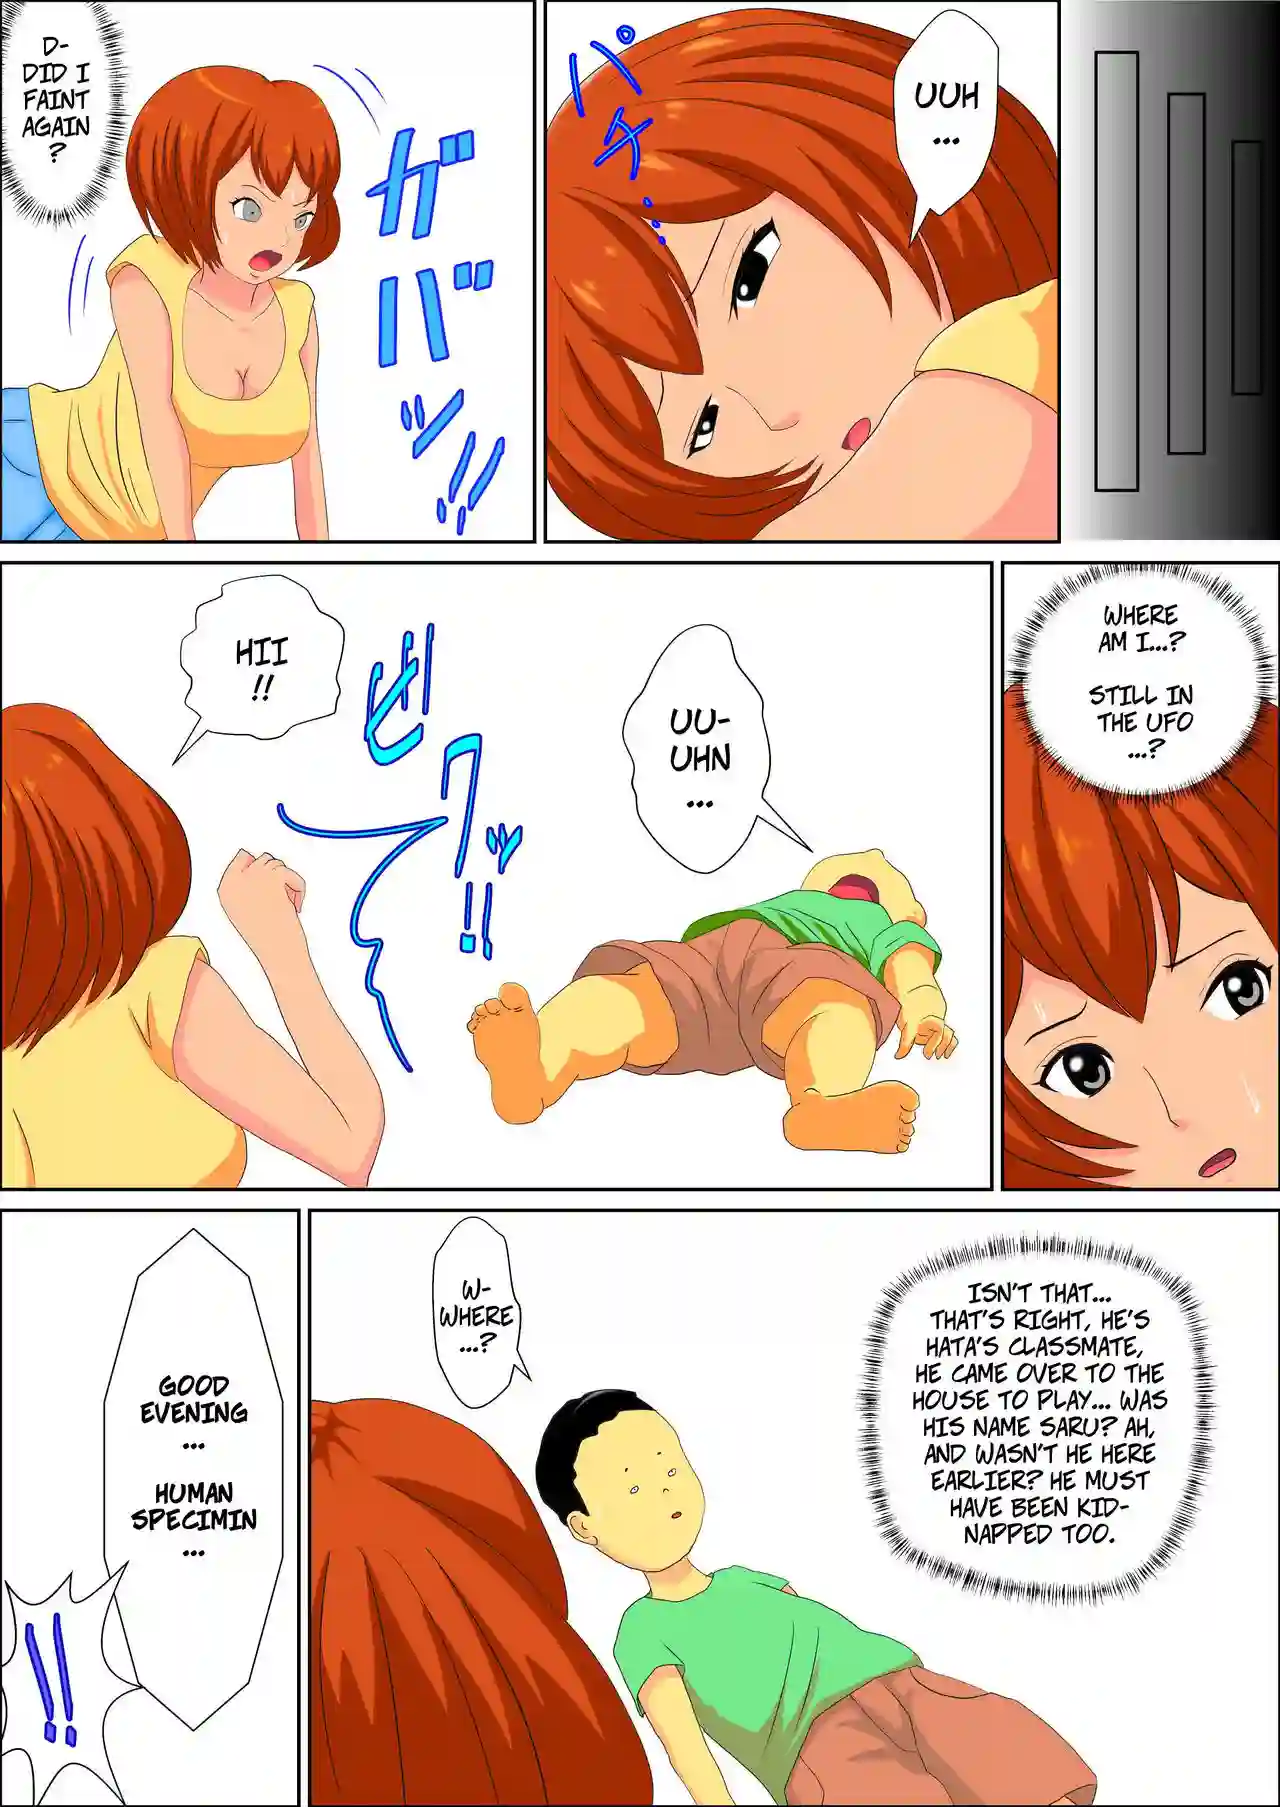 UUH
...
パチ...
D-
DID I
FAINT
AGAIN
?
ガバッ!!
WHERE
AM I...?
STILL IN
THE UFO
...?
UU-
UHN
...
HII
!!
ビクッ!!
ISN'T THAT...
THAT'S RIGHT, HE'S
HATA'S CLASSMATE,
HE CAME OVER TO THE
HOUSE TO PLAY... WAS
HIS NAME SARU? AH,
AND WASN'T HE HERE
EARLIER? HE MUST
HAVE BEEN KID-
NAPPED TOO.
W-
WHERE
...?
GOOD
EVENING
...
HUMAN
SPECIMIN
...
!!